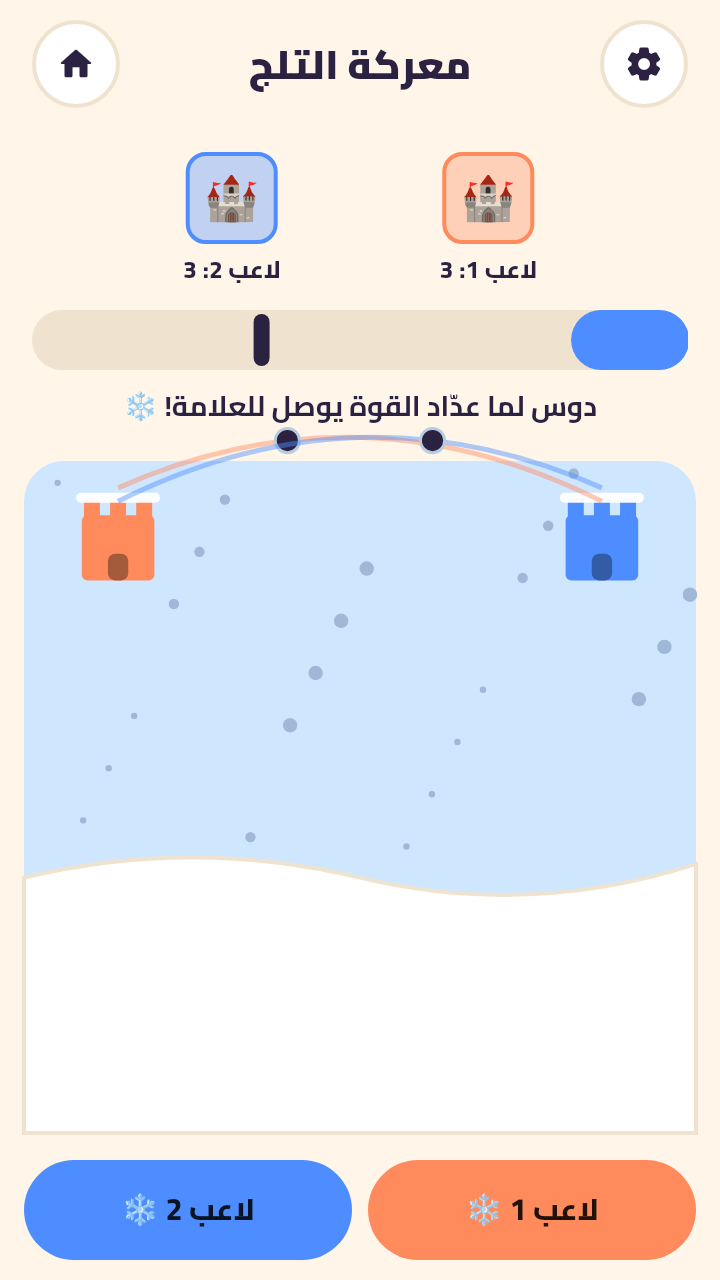 معركة التلج
لاعب 1: 3
لاعب 2: 3
دوس لما عدّاد القوة يوصل للعلامة! ❄️
لاعب 1 ❄️
لاعب 2 ❄️